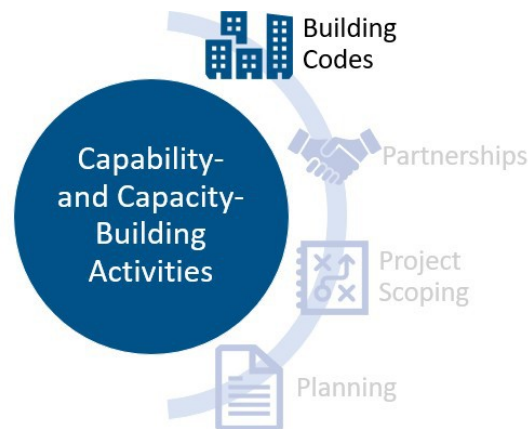 Building
Codes
Capability-
and Capacity-
Building
Activities
Partnerships
Project
Scoping
Planning